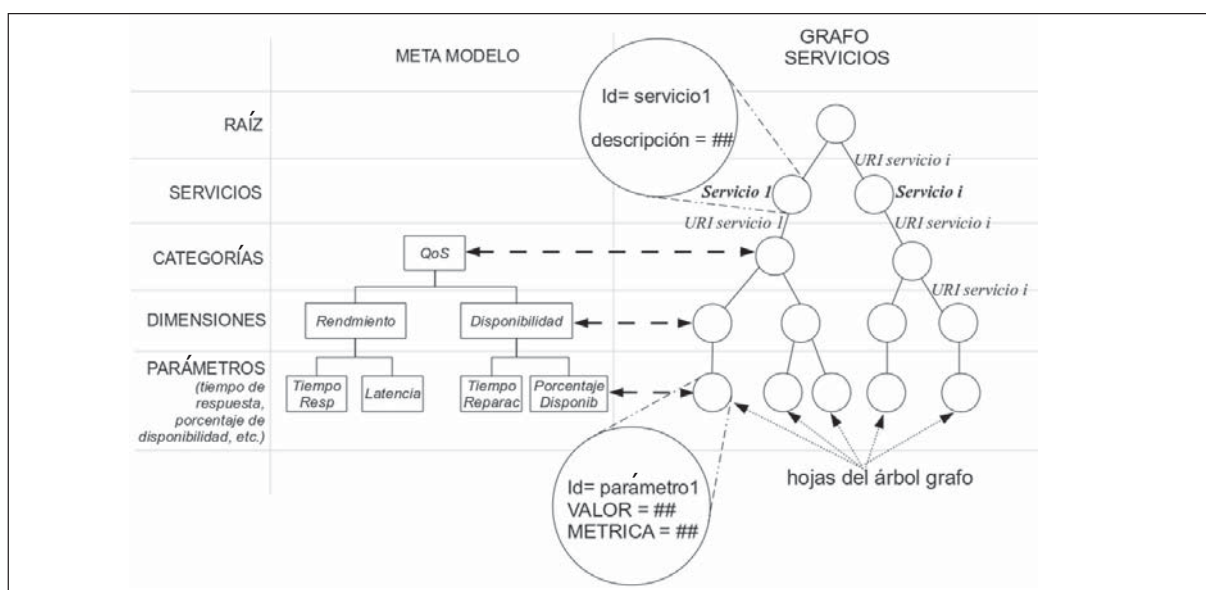 META MODELO
GRAFO
SERVICIOS
Id= servicio1
descripción = ##
RAÍZ
URI servicio i
SERVICIOS
Servicio 1
Servicio i
URI servicio 1
URI servicio i
CATEGORÍAS
QoS
URI servicio i
DIMENSIONES
Rendmiento
Disponibilidad
PARÁMETROS
(tiempo de
respuesta,
porcentaje de
disponibilidad, etc.)
Tiempo
Resp
Latencia
Tiempo
Reparac
Porcentaje
Disponib
hojas del árbol grafo
Id= parámetro1
VALOR = ##
METRICA = ##